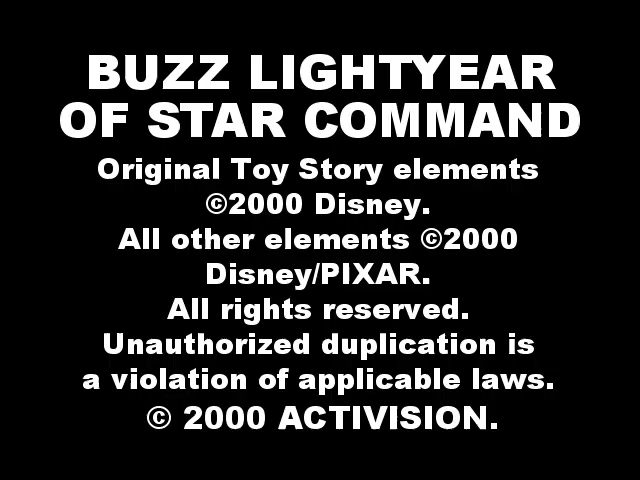 BUZZ LIGHTYEAR
OF STAR COMMAND
Original Toy Story elements
©2000 Disney.
All other elements ©2000
Disney/PIXAR.
All rights reserved.
Unauthorized duplication is
a violation of applicable laws.
© 2000 ACTIVISION.